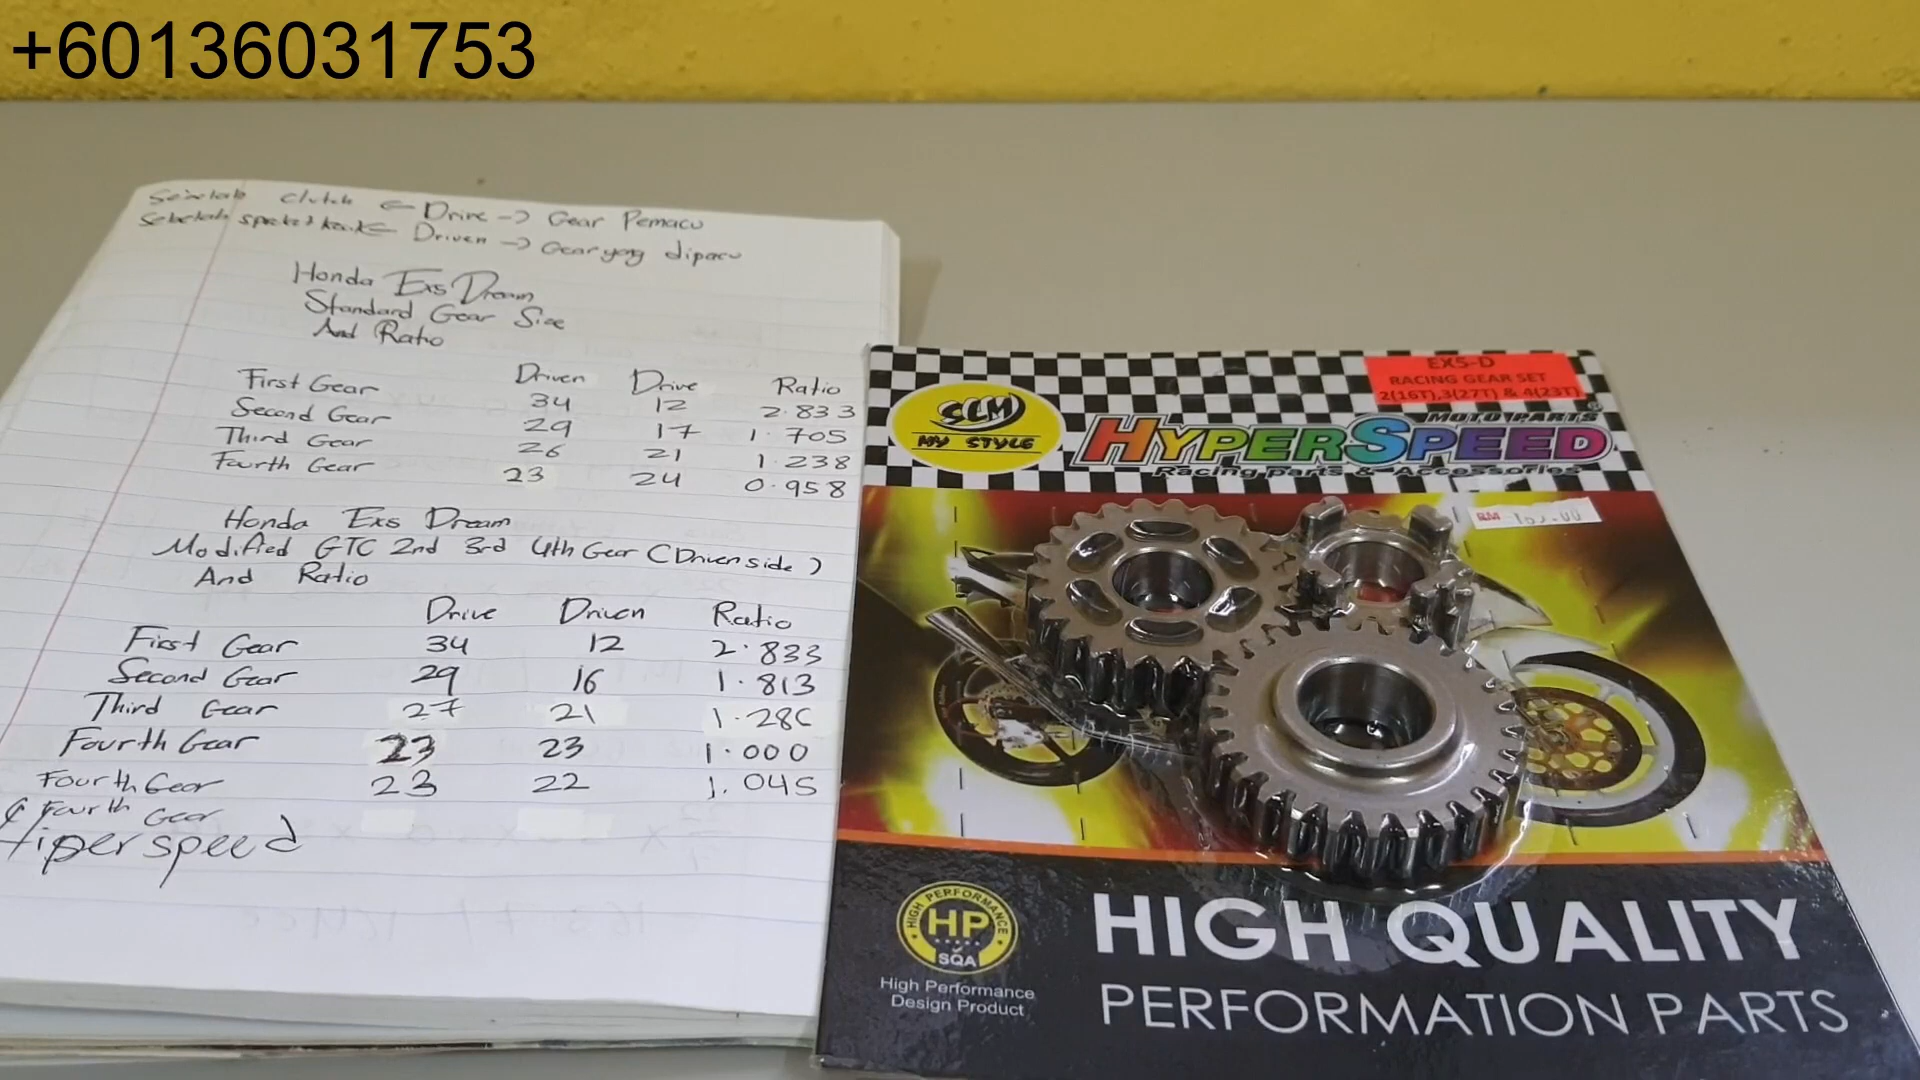 +60136031753
Sebelah clutch <- Drive -> Gear Pemacu
Sebelah <- Driven -> Gear yang dipacu
Honda Ex5 Dream
Standard Gear Size
And Ratio
Driven Drive Ratio
First Gear 34 12 2.833
Second Gear 29 17 1.705
Third Gear 26 21 1.238
Fourth Gear 23 24 0.958
Honda Ex5 Dream
Modified GTC 2nd 3rd 4th Gear (Driven side)
And Ratio
Drive Driven Ratio
First Gear 34 12 2.833
Second Gear 29 16 1.813
Third Gear 27 21 1.286
Fourth Gear 23 23 1.000
Fourth Gear 23 22 1.045
Fourth Gear
Hiperspeed
EX5-D
RACING GEAR SET
2(16T),3(27T) & 4(23T)
SLM
MY STYLE
MOTO PARTS
HYPERSPEED
Racing parts & Accessories
RM
HIGH PERFORMANCE
HP
SQA
High Performance
Design Product
HIGH QUALITY
PERFORMATION PARTS